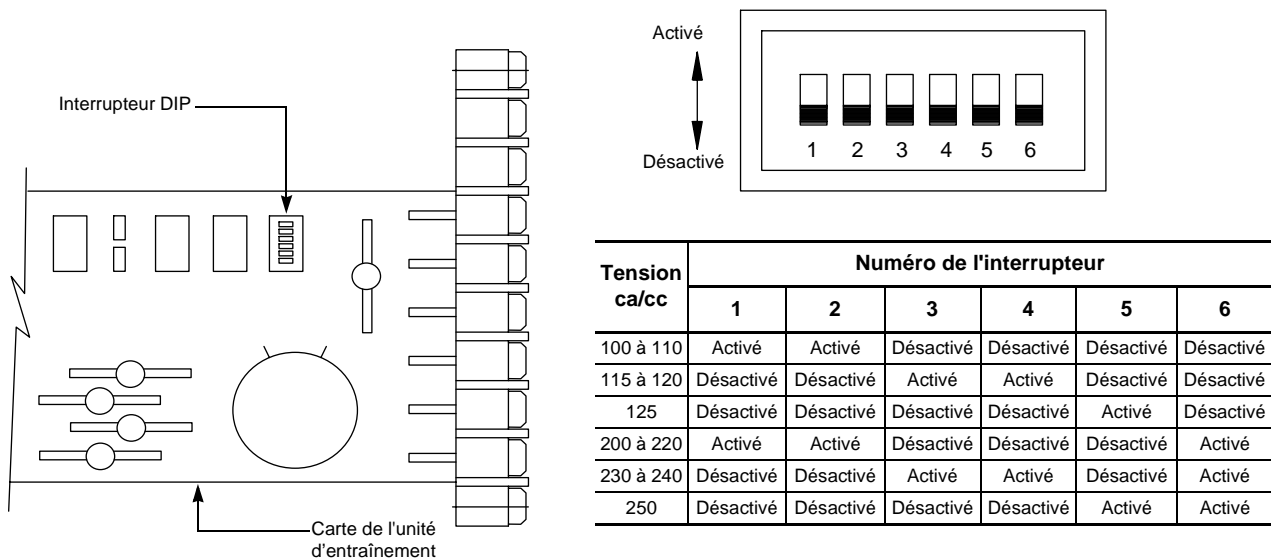 Interrupteur DIP
Carte de l'unité
d'entraînement
Activé
Désactivé
1 2 3 4 5 6
Tension
ca/cc
Numéro de l'interrupteur
1 2 3 4 5 6
100 à 110 Activé Activé Désactivé Désactivé Désactivé Désactivé
115 à 120 Désactivé Désactivé Activé Activé Désactivé Désactivé
125 Désactivé Désactivé Désactivé Désactivé Activé Désactivé
200 à 220 Activé Activé Désactivé Désactivé Désactivé Activé
230 à 240 Désactivé Désactivé Activé Activé Désactivé Activé
250 Désactivé Désactivé Désactivé Désactivé Activé Activé